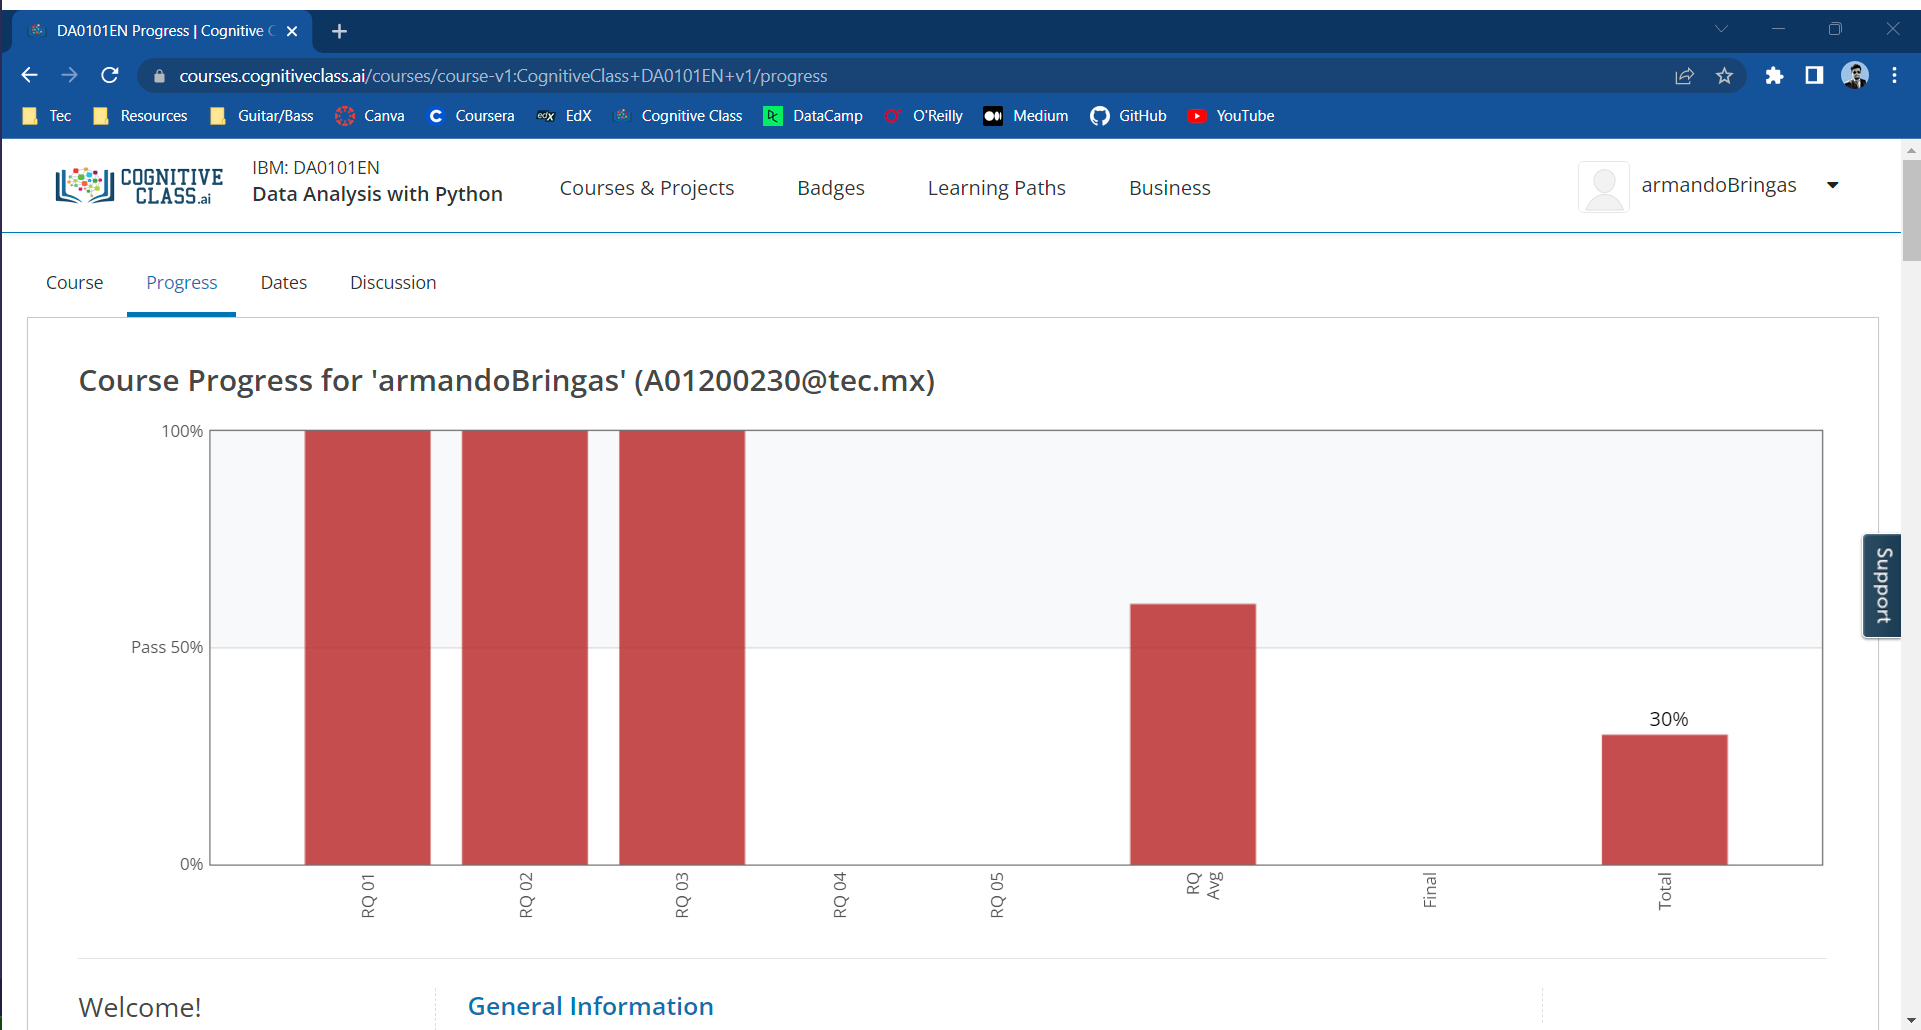 DA0101EN Progress | Cognitive C
courses.cognitiveclass.ai/courses/course-v1:CognitiveClass+DA0101EN+v1/progress
Tec Resources Guitar/Bass Canva Coursera edX EdX Cognitive Class DataCamp O'Reilly Medium GitHub YouTube
COGNITIVE CLASS.ai
IBM: DA0101EN
Data Analysis with Python
Courses & Projects Badges Learning Paths Business
armandoBringas
Course Progress Dates Discussion
Course Progress for 'armandoBringas' (A01200230@tec.mx)
100%
Pass 50%
0%
30%
RQ 01
RQ 02
RQ 03
RQ 04
RQ 05
RQ Avg
Final
Total
Support
Welcome!
General Information